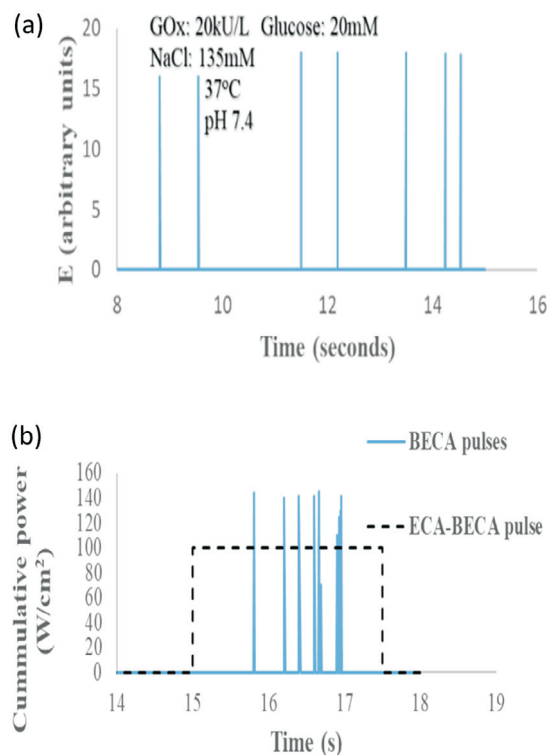 (a)
GOx: 20kU/L Glucose: 20mM
NaCl: 135mM
37°C
pH 7.4
E (arbitrary units)
20
15
10
5
0
8 10 12 14 16
Time (seconds)
(b)
BECA pulses
ECA-BECA pulse
Cummulative power
(W/cm²)
160
140
120
100
80
60
40
20
0
14 15 16 17 18 19
Time (s)